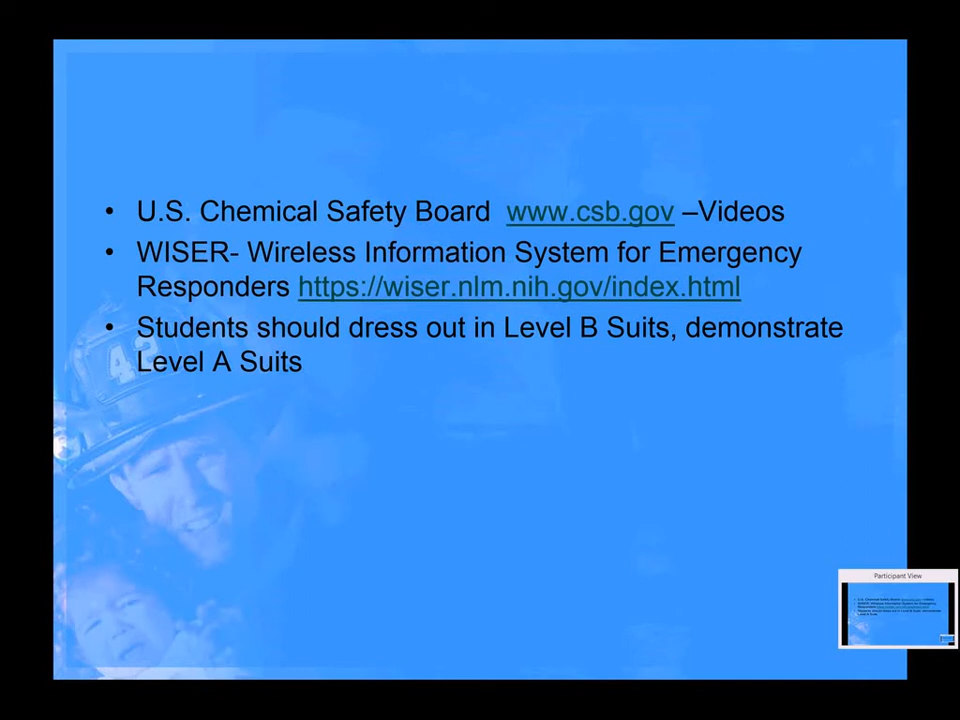 • U.S. Chemical Safety Board www.csb.gov –Videos
• WISER- Wireless Information System for Emergency
Responders https://wiser.nlm.nih.gov/index.html
• Students should dress out in Level B Suits, demonstrate
Level A Suits
42
Participant View